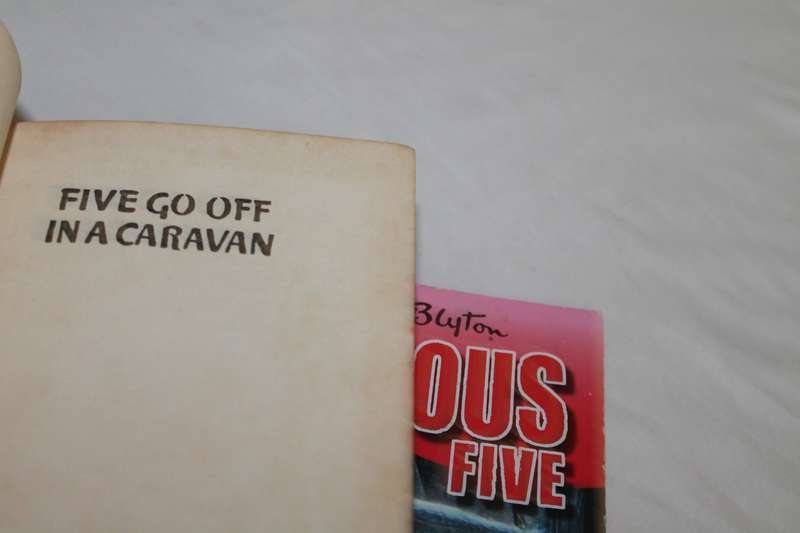 FIVE GO OFF
IN A CARAVAN
Blyton
OUS
FIVE